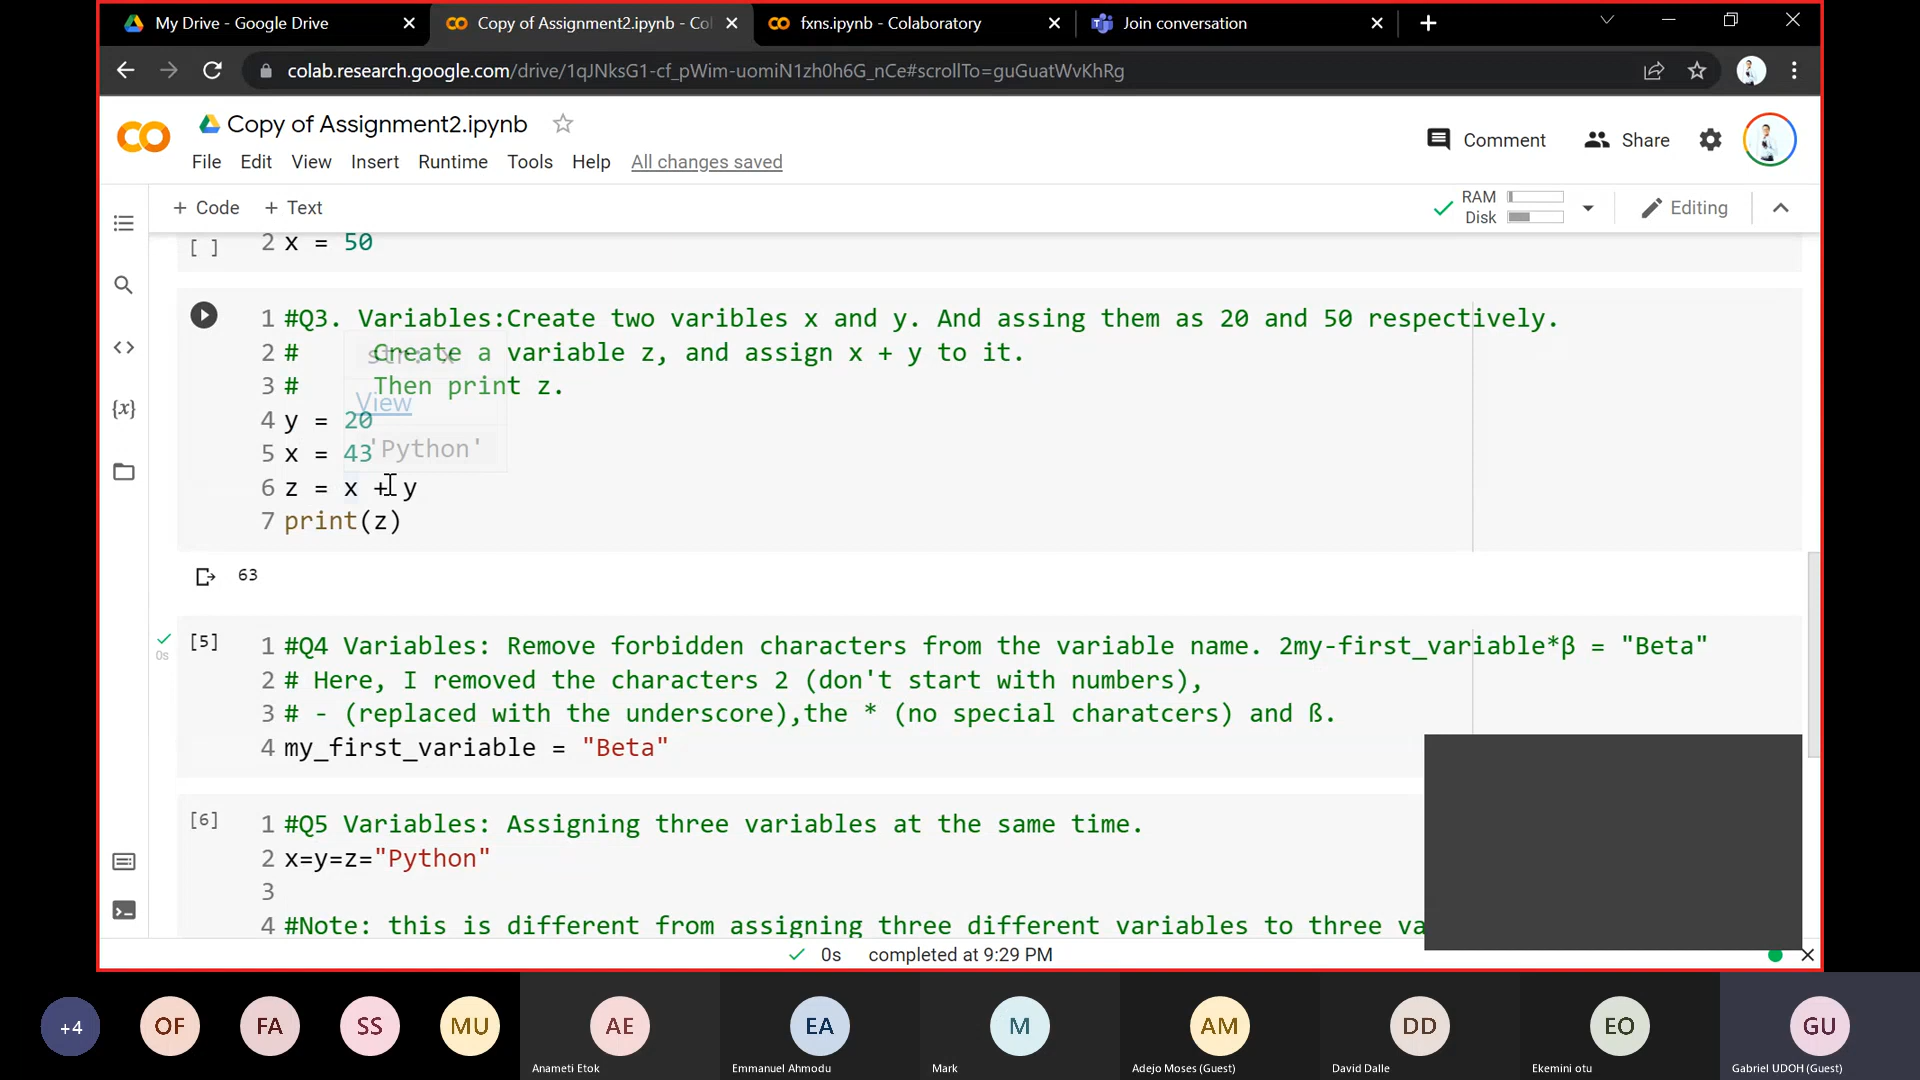 My Drive - Google Drive
Copy of Assignment2.ipynb - Col
fxns.ipynb - Colaboratory
Join conversation
colab.research.google.com/drive/1qJNksG1-cf_pWim-uomiN1zh0h6G_nCe#scrollTo=guGuatWvKhRg
Copy of Assignment2.ipynb
File Edit View Insert Runtime Tools Help All changes saved
Comment
Share
+ Code + Text
RAM
Disk
Editing
[ ]
2 x = 50
1 #Q3. Variables:Create two varibles x and y. And assing them as 20 and 50 respectively.
2 #     Create a variable z, and assign x + y to it.
3 #     Then print z.
4 y = 20
5 x = 43
6 z = x + y
7 print(z)
str: x
View
'Python'
63
[5]
0s
1 #Q4 Variables: Remove forbidden characters from the variable name. 2my-first_variable*β = "Beta"
2 # Here, I removed the characters 2 (don't start with numbers),
3 # - (replaced with the underscore),the * (no special charatcers) and ß.
4 my_first_variable = "Beta"
[6]
1 #Q5 Variables: Assigning three variables at the same time.
2 x=y=z="Python"
3
4 #Note: this is different from assigning three different variables to three va
0s completed at 9:29 PM
+4
OF
FA
SS
MU
AE
EA
M
AM
DD
EO
GU
Anameti Etok
Emmanuel Ahmodu
Mark
Adejo Moses (Guest)
David Dalle
Ekemini otu
Gabriel UDOH (Guest)